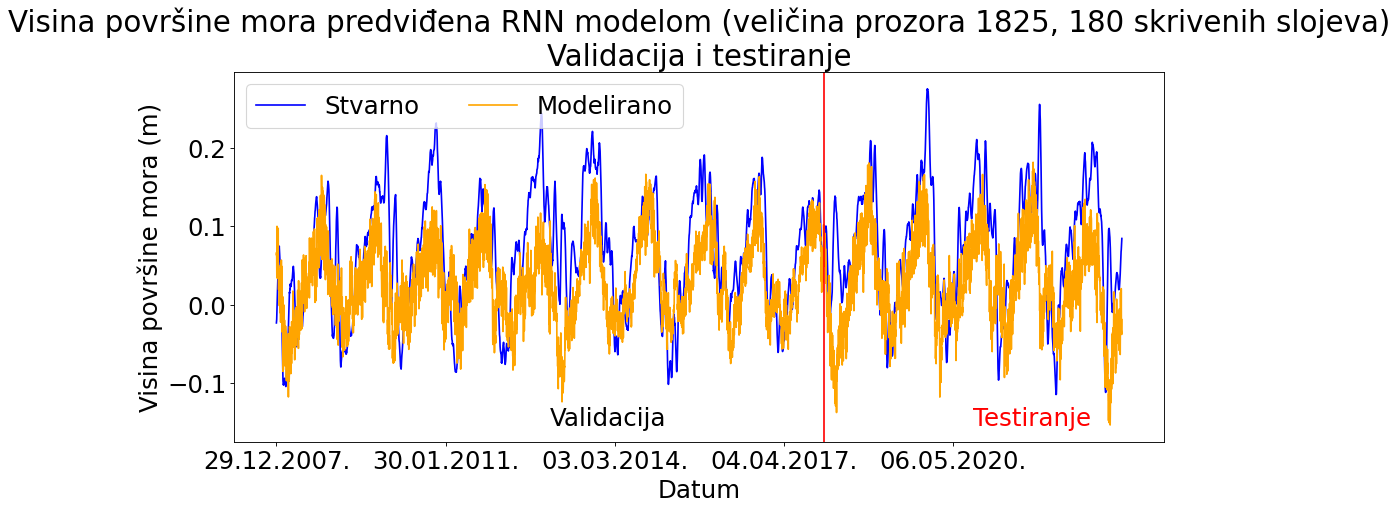 Visina površine mora predviđena RNN modelom (veličina prozora 1825, 180 skrivenih slojeva)
Validacija i testiranje
Stvarno
Modelirano
Visina površine mora (m)
0.2
0.1
0.0
−0.1
Validacija
Testiranje
29.12.2007.
30.01.2011.
03.03.2014.
04.04.2017.
06.05.2020.
Datum